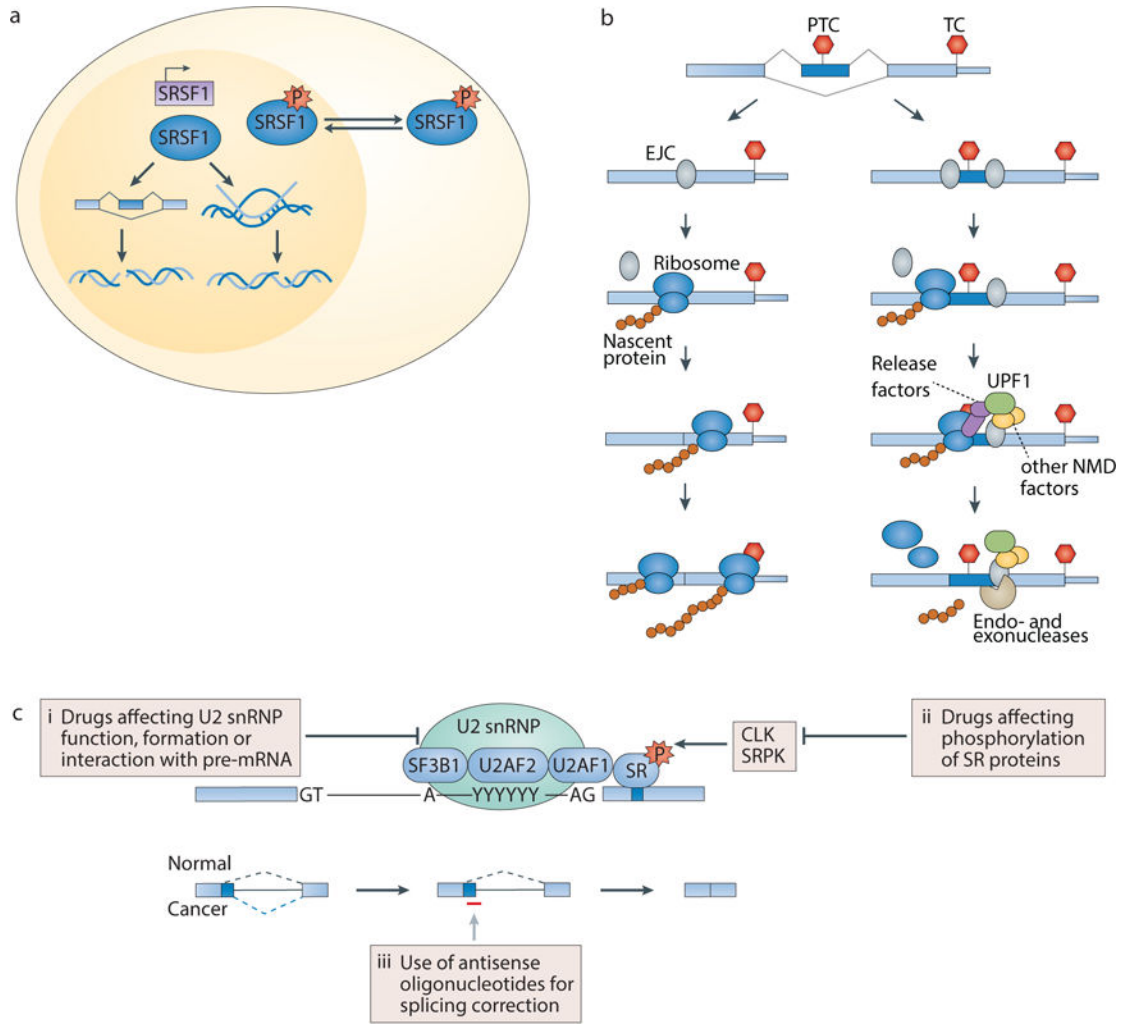 a
SRSF1
SRSF1
P
SRSF1
P
SRSF1
b
PTC
TC
EJC
Ribosome
Nascent
protein
Release
factors
UPF1
other NMD
factors
Endo- and
exonucleases
c
i Drugs affecting U2 snRNP
function, formation or
interaction with pre-mRNA
U2 snRNP
SF3B1
U2AF2
U2AF1
SR
P
CLK
SRPK
ii Drugs affecting
phosphorylation
of SR proteins
GT
A
YYYYYY
AG
Normal
Cancer
iii Use of antisense
oligonucleotides for
splicing correction